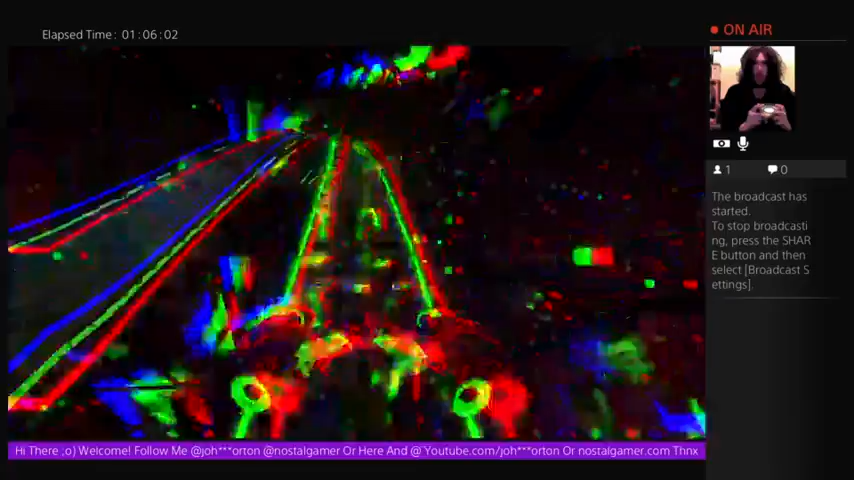 Elapsed Time: 01:06:02
ON AIR
1
0
The broadcast has
started.
To stop broadcasti
ng, press the SHAR
E button and then
select [Broadcast S
ettings].
Hi There ;o) Welcome! Follow Me @joh***orton @nostalgamer Or Here And @ Youtube.com/joh***orton Or nostalgamer.com Thnx